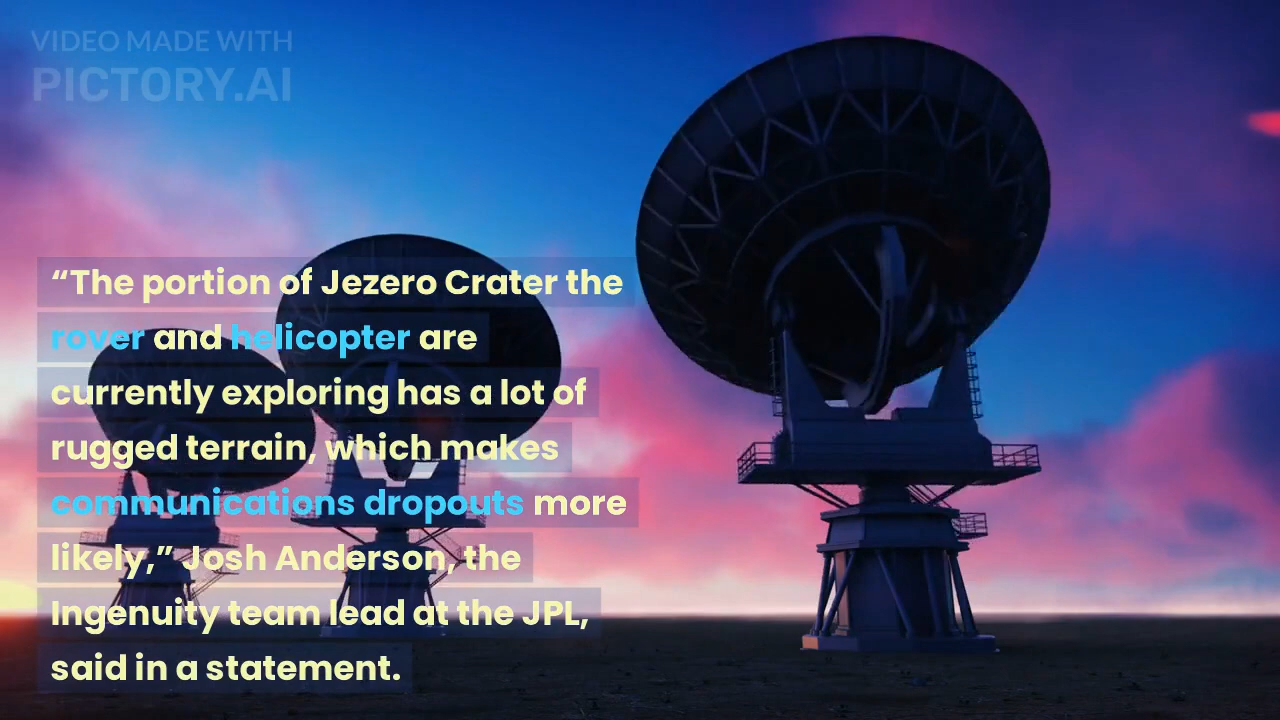 VIDEO MADE WITH
PICTORY.AI
“The portion of Jezero Crater the
rover and helicopter are
currently exploring has a lot of
rugged terrain, which makes
communications dropouts more
likely,” Josh Anderson, the
Ingenuity team lead at the JPL,
said in a statement.